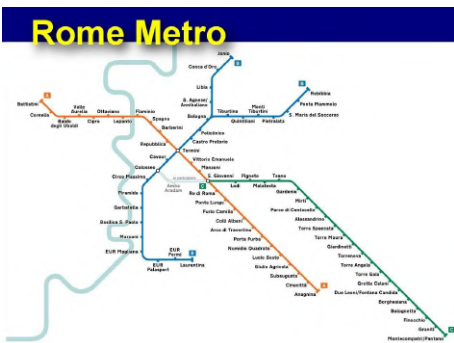 Rome Metro
Jonio
B
Conca d'Oro
Libia
S. Agnese/
Annibaliano
B
Rebibbia
Ponte Mammolo
S. Maria del Soccorso
Pietralata
Monti
Tiburtini
Quintiliani
Tiburtina
Bologna
Policlinico
Castro Pretorio
Termini
A
Battistini
Cornelia
Baldo
degli Ubaldi
Valle
Aurelia
Cipro
Ottaviano
Lepanto
Flaminio
Spagna
Barberini
Repubblica
Vittorio Emanuele
Manzoni
S. Giovanni
Re di Roma
Ponte Lungo
Furio Camillo
Colli Albani
Arco di Travertino
Porta Furba
Numidio Quadrato
Lucio Sestio
Giulio Agricola
Subaugusta
Cinecittà
Anagnina
A
Cavour
Colosseo
Circo Massimo
Piramide
Garbatella
Basilica S. Paolo
Marconi
EUR Magliana
EUR
Palasport
EUR
Fermi
Laurentina
B
Amba
Aradam
C
Lodi
Pigneto
Malatesta
Teano
Gardenie
Mirti
Parco di Centocelle
Alessandrino
Torre Spaccata
Torre Maura
Giardinetti
Torrenova
Torre Angela
Torre Gaia
Grotte Celoni
Due Leoni/Fontana Candida
Borghesiana
Bolognetta
Finocchio
Graniti
Montecompatri/Pantano
C